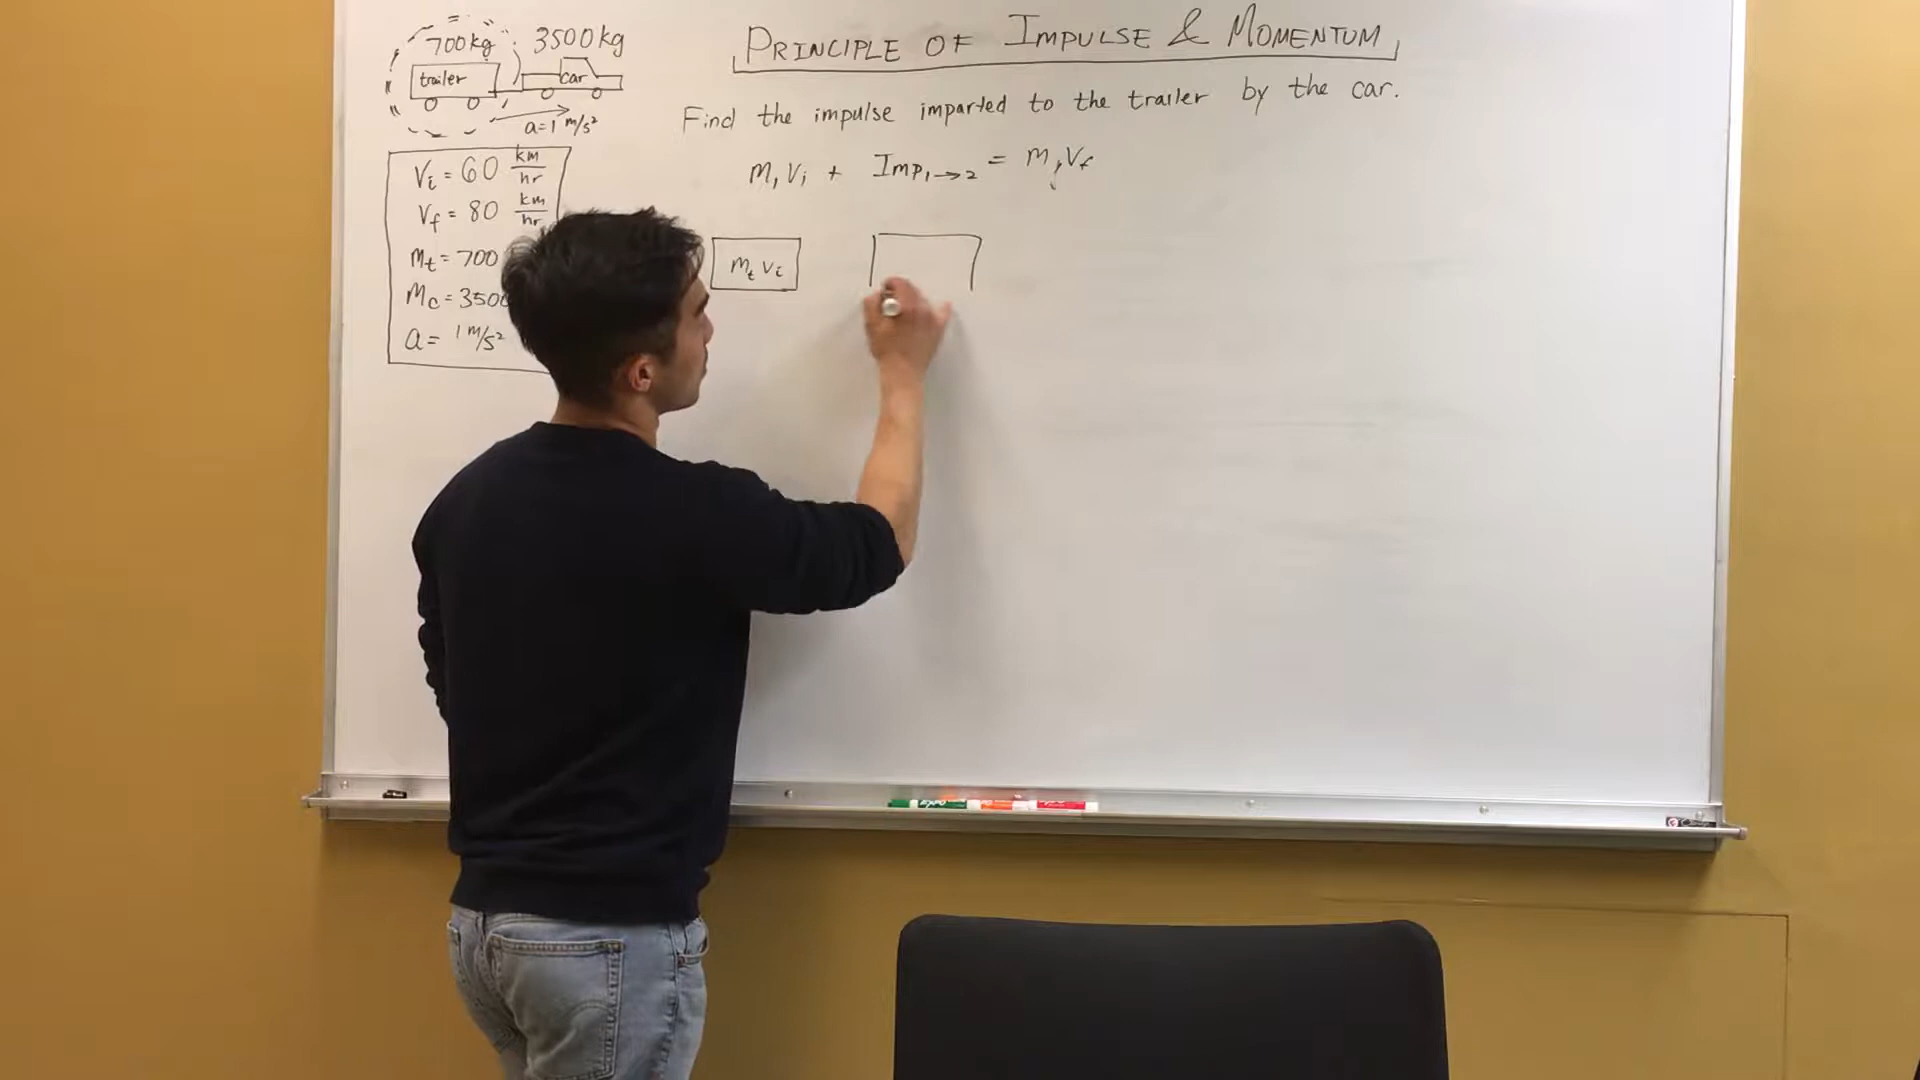 700kg 3500kg
trailer car
a=1 m/s²
PRINCIPLE OF IMPULSE & MOMENTUM
Find the impulse imparted to the trailer by the car.
m₁v₁ + Imp₁→₂ = m₁vf
Vi = 60 km/hr
Vf = 80 km/hr
mt = 700
mc = 350
a = 1 m/s²
mt vi
EXPO